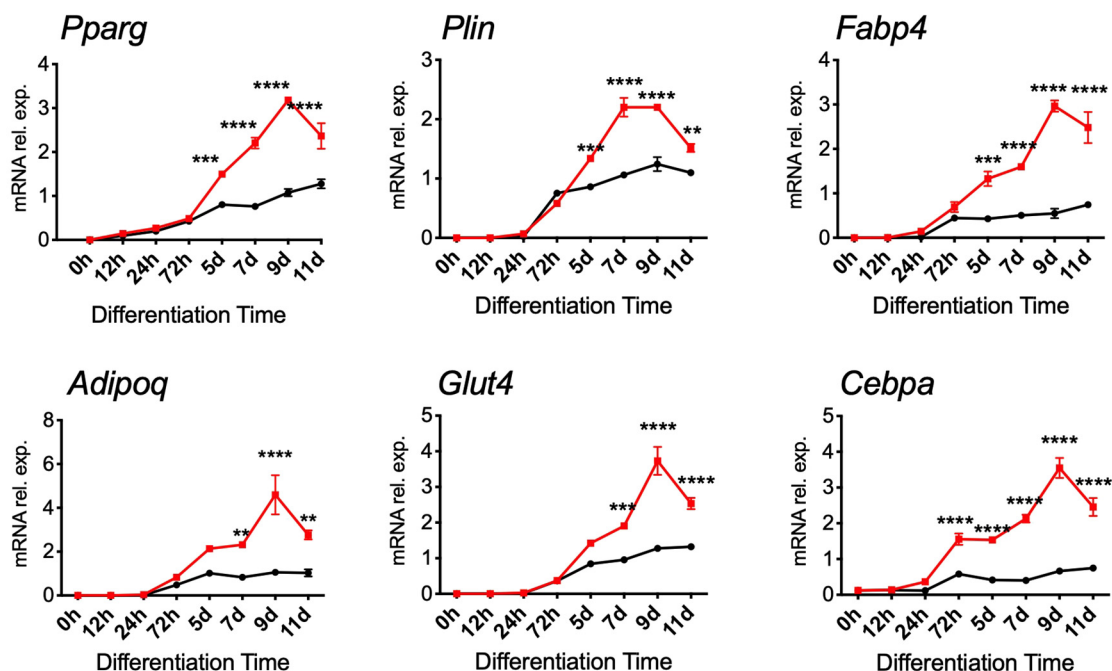 Pparg
mRNA rel. exp.
4
3
2
1
0
***
****
****
****
0h 12h 24h 72h 5d 7d 9d 11d
Differentiation Time
Plin
mRNA rel. exp.
3
2
1
0
***
****
****
**
0h 12h 24h 72h 5d 7d 9d 11d
Differentiation Time
Fabp4
mRNA rel. exp.
4
3
2
1
0
***
****
****
****
0h 12h 24h 72h 5d 7d 9d 11d
Differentiation Time
Adipoq
mRNA rel. exp.
8
6
4
2
0
**
****
**
0h 12h 24h 72h 5d 7d 9d 11d
Differentiation Time
Glut4
mRNA rel. exp.
5
4
3
2
1
0
***
****
****
0h 12h 24h 72h 5d 7d 9d 11d
Differentiation Time
Cebpa
mRNA rel. exp.
5
4
3
2
1
0
****
****
****
****
****
0h 12h 24h 72h 5d 7d 9d 11d
Differentiation Time